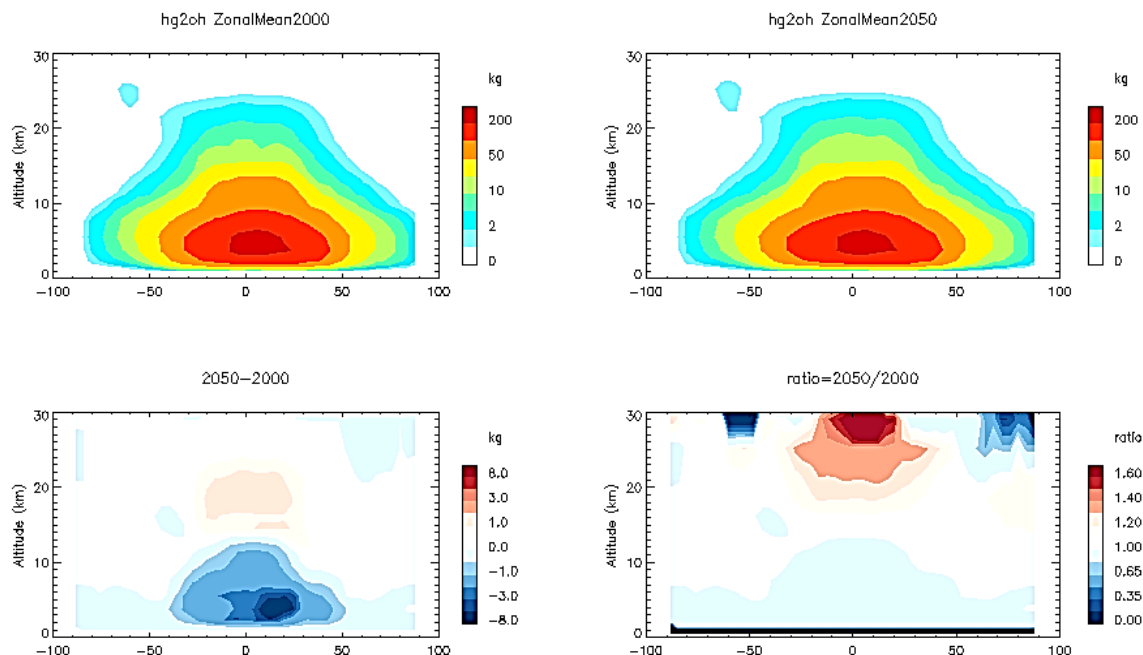 hg2oh ZonalMean2000
hg2oh ZonalMean2050
30
20
10
0
Altitude (km)
-100 -50 0 50 100
kg
200
50
10
2
0
30
20
10
0
Altitude (km)
-100 -50 0 50 100
kg
200
50
10
2
0
2050-2000
ratio=2050/2000
30
20
10
0
Altitude (km)
-100 -50 0 50 100
kg
8.0
3.0
1.0
0.0
-1.0
-3.0
-8.0
30
20
10
0
Altitude (km)
-100 -50 0 50 100
ratio
1.60
1.40
1.20
1.00
0.65
0.35
0.00